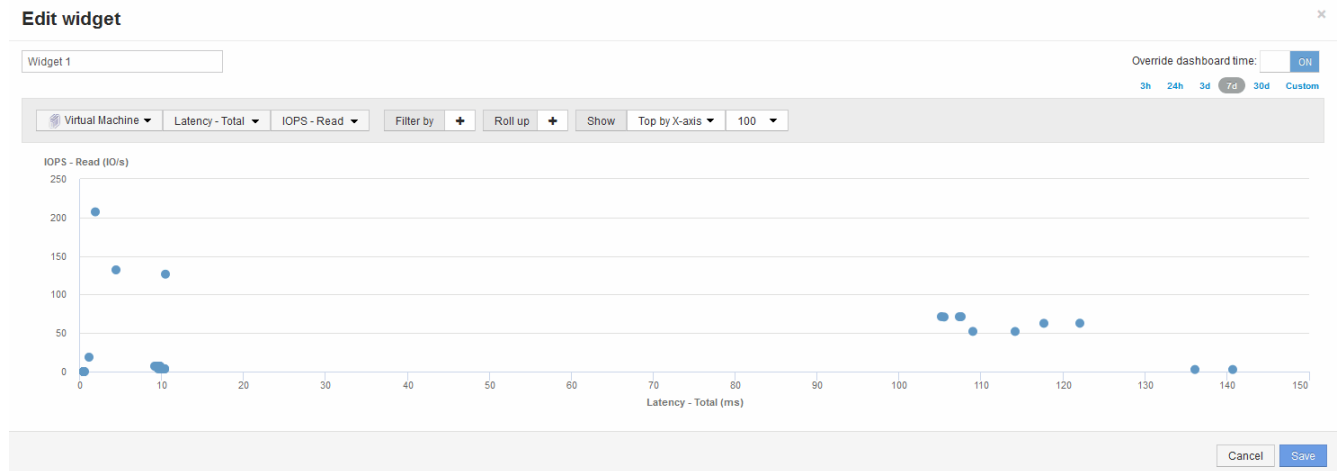 Edit widget
×
Widget 1
Override dashboard time: ON
3h 24h 3d 7d 30d Custom
Virtual Machine Latency - Total IOPS - Read Filter by + Roll up + Show Top by X-axis 100
IOPS - Read (IO/s)
250
200
150
100
50
0
0 10 20 30 40 50 60 70 80 90 100 110 120 130 140 150
Latency - Total (ms)
Cancel Save